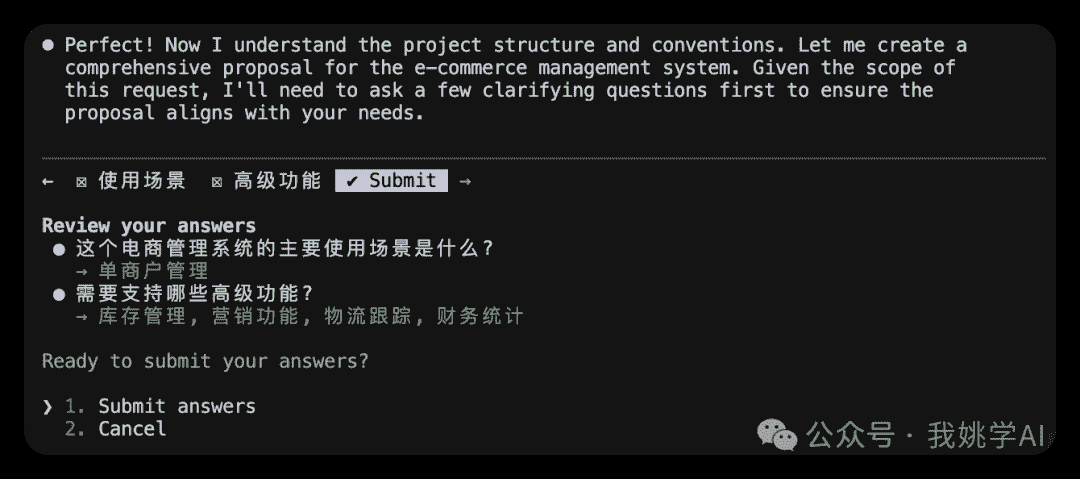 ● Perfect! Now I understand the project structure and conventions. Let me create a
comprehensive proposal for the e-commerce management system. Given the scope of
this request, I'll need to ask a few clarifying questions first to ensure the
proposal aligns with your needs.
← ☒ 使用场景 ☒ 高级功能 ✔ Submit →
Review your answers
● 这个电商管理系统的主要使用场景是什么?
→ 单商户管理
● 需要支持哪些高级功能?
→ 库存管理, 营销功能, 物流跟踪, 财务统计
Ready to submit your answers?
❯ 1. Submit answers
2. Cancel
公众号 · 我姚学AI